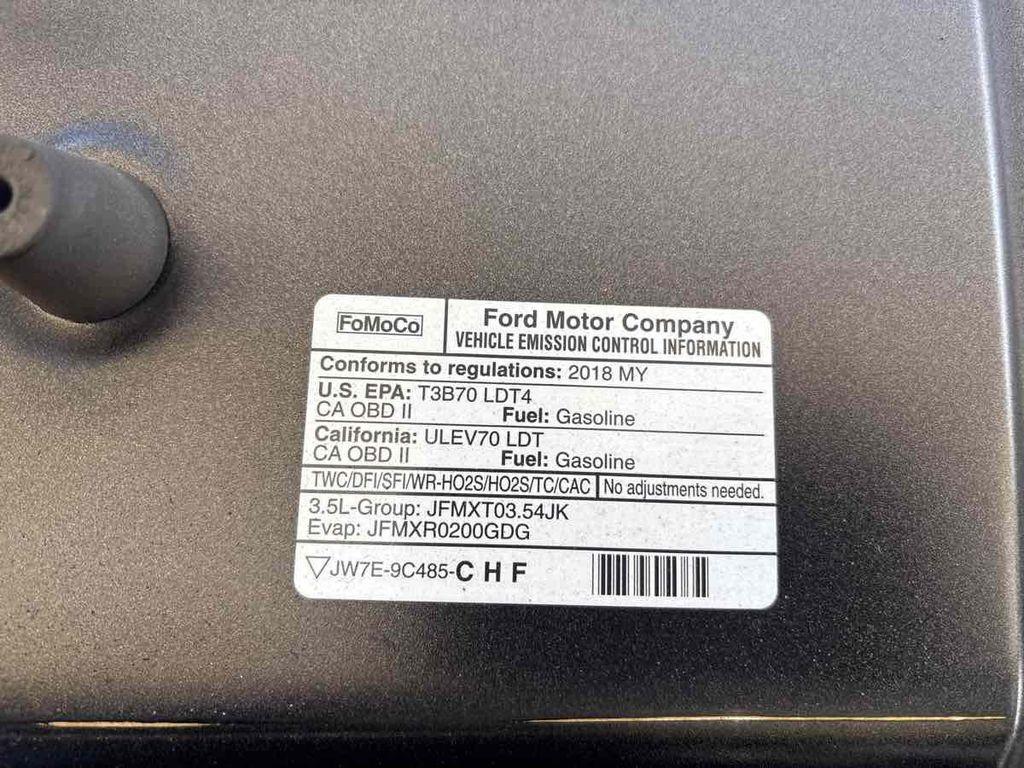 FoMoCo
Ford Motor Company
VEHICLE EMISSION CONTROL INFORMATION
Conforms to regulations: 2018 MY
U.S. EPA: T3B70 LDT4
CA OBD II Fuel: Gasoline
California: ULEV70 LDT
CA OBD II Fuel: Gasoline
TWC/DFI/SFI/WR-HO2S/HO2S/TC/CAC No adjustments needed.
3.5L-Group: JFMXT03.54JK
Evap: JFMXR0200GDG
▽JW7E-9C485-C H F